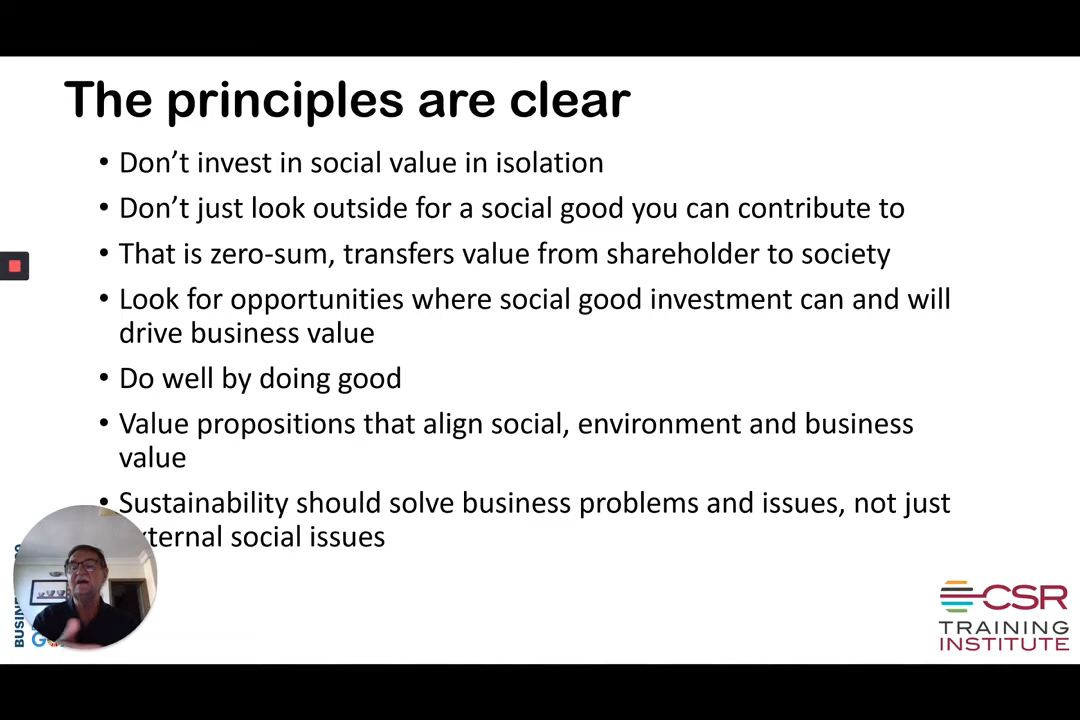 The principles are clear
• Don’t invest in social value in isolation
• Don’t just look outside for a social good you can contribute to
• That is zero-sum, transfers value from shareholder to society
• Look for opportunities where social good investment can and will
drive business value
• Do well by doing good
• Value propositions that align social, environment and business
value
• Sustainability should solve business problems and issues, not just
social issues
CSR
TRAINING
INSTITUTE